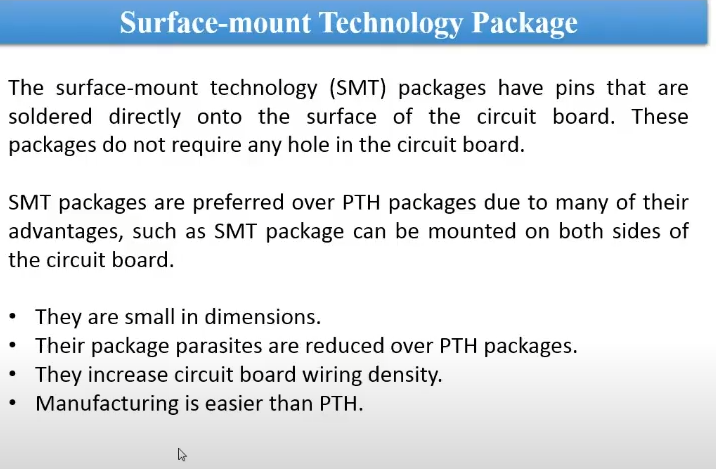 Surface-mount Technology Package
The surface-mount technology (SMT) packages have pins that are
soldered directly onto the surface of the circuit board. These
packages do not require any hole in the circuit board.
SMT packages are preferred over PTH packages due to many of their
advantages, such as SMT package can be mounted on both sides of
the circuit board.
• They are small in dimensions.
• Their package parasites are reduced over PTH packages.
• They increase circuit board wiring density.
• Manufacturing is easier than PTH.